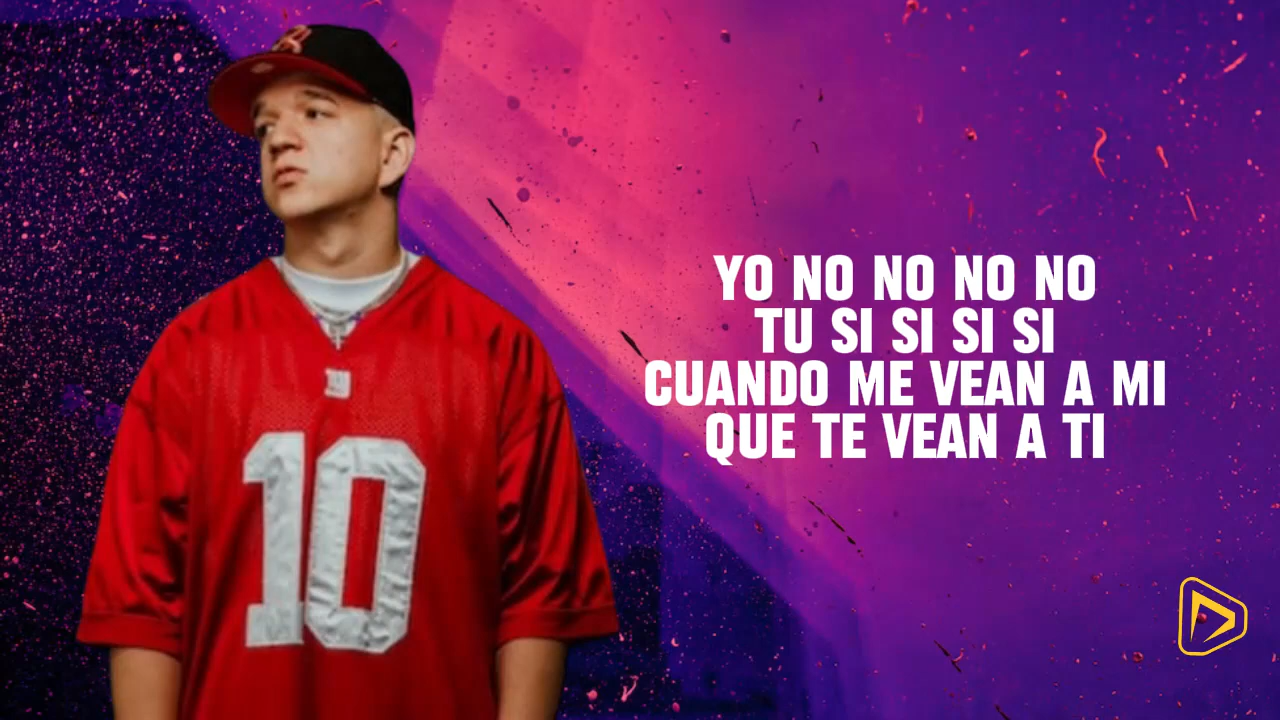 YO NO NO NO NO
TU SI SI SI SI
CUANDO ME VEAN A MI
QUE TE VEAN A TI
10